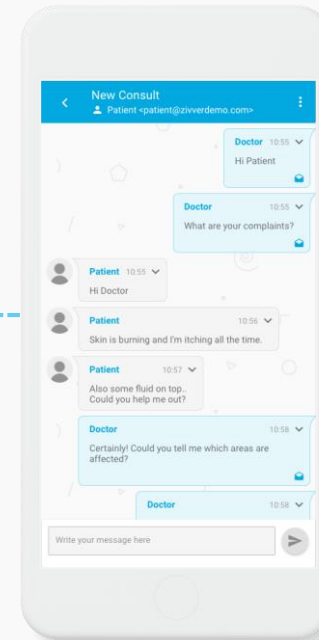 New Consult
Patient <patient@zivverdemo.com>
Doctor 10:55
Hi Patient
Doctor 10:55
What are your complaints?
Patient 10:55
Hi Doctor
Patient 10:56
Skin is burning and I'm itching all the time.
Patient 10:57
Also some fluid on top..
Could you help me out?
Doctor 10:58
Certainly! Could you tell me which areas are
affected?
Doctor 10:58
Write your message here